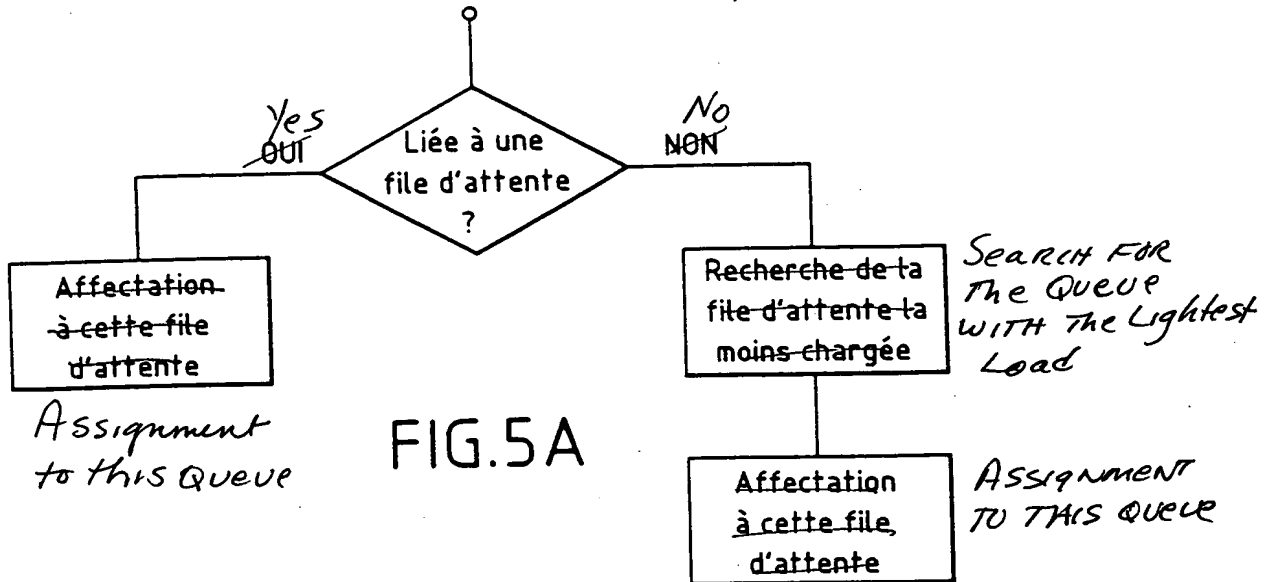 Yes
OUI
Liée à une
file d'attente
?
No
NON
Affectation
à cette file
d'attente
Assignment
to this Queue
Recherche de la
file d'attente la
moins chargée
SEARCH FOR
The Queue
WITH The Lightest
Load
FIG.5A
Affectation
à cette file
d'attente
ASSIGNMENT
TO THIS QUEUE